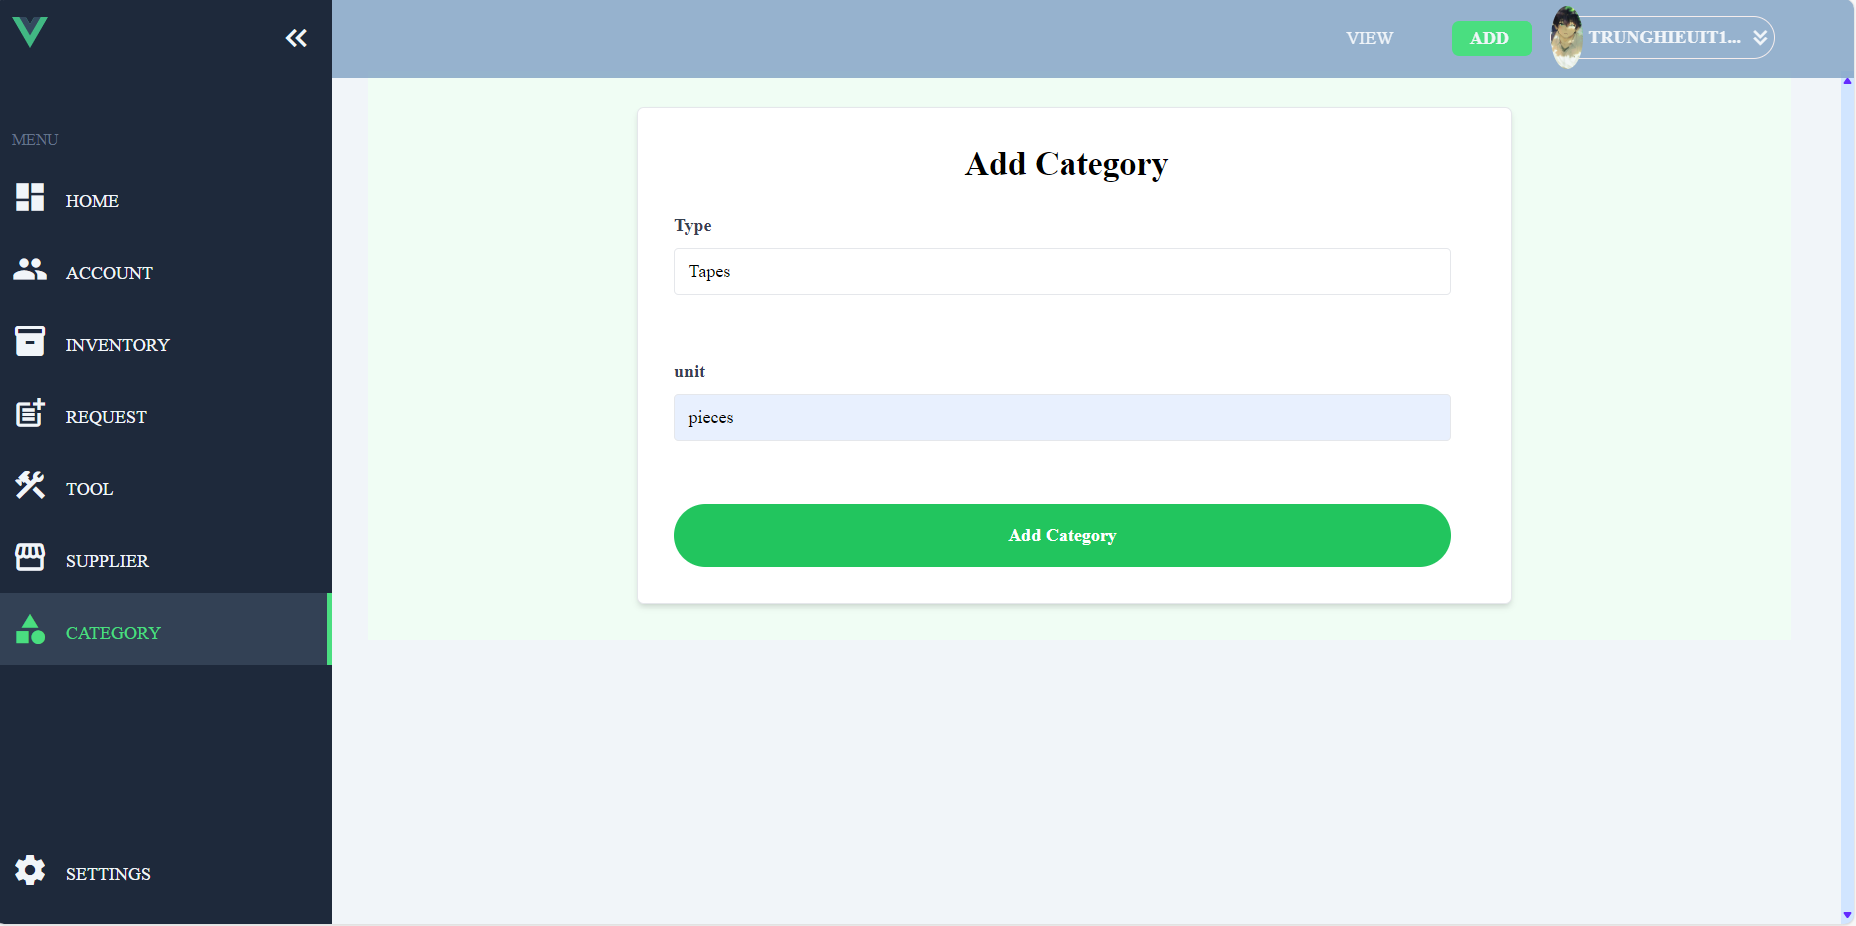 VIEW
ADD
TRUNGHIEUIT1...
MENU
HOME
ACCOUNT
INVENTORY
REQUEST
TOOL
SUPPLIER
CATEGORY
SETTINGS
Add Category
Type
Tapes
unit
pieces
Add Category